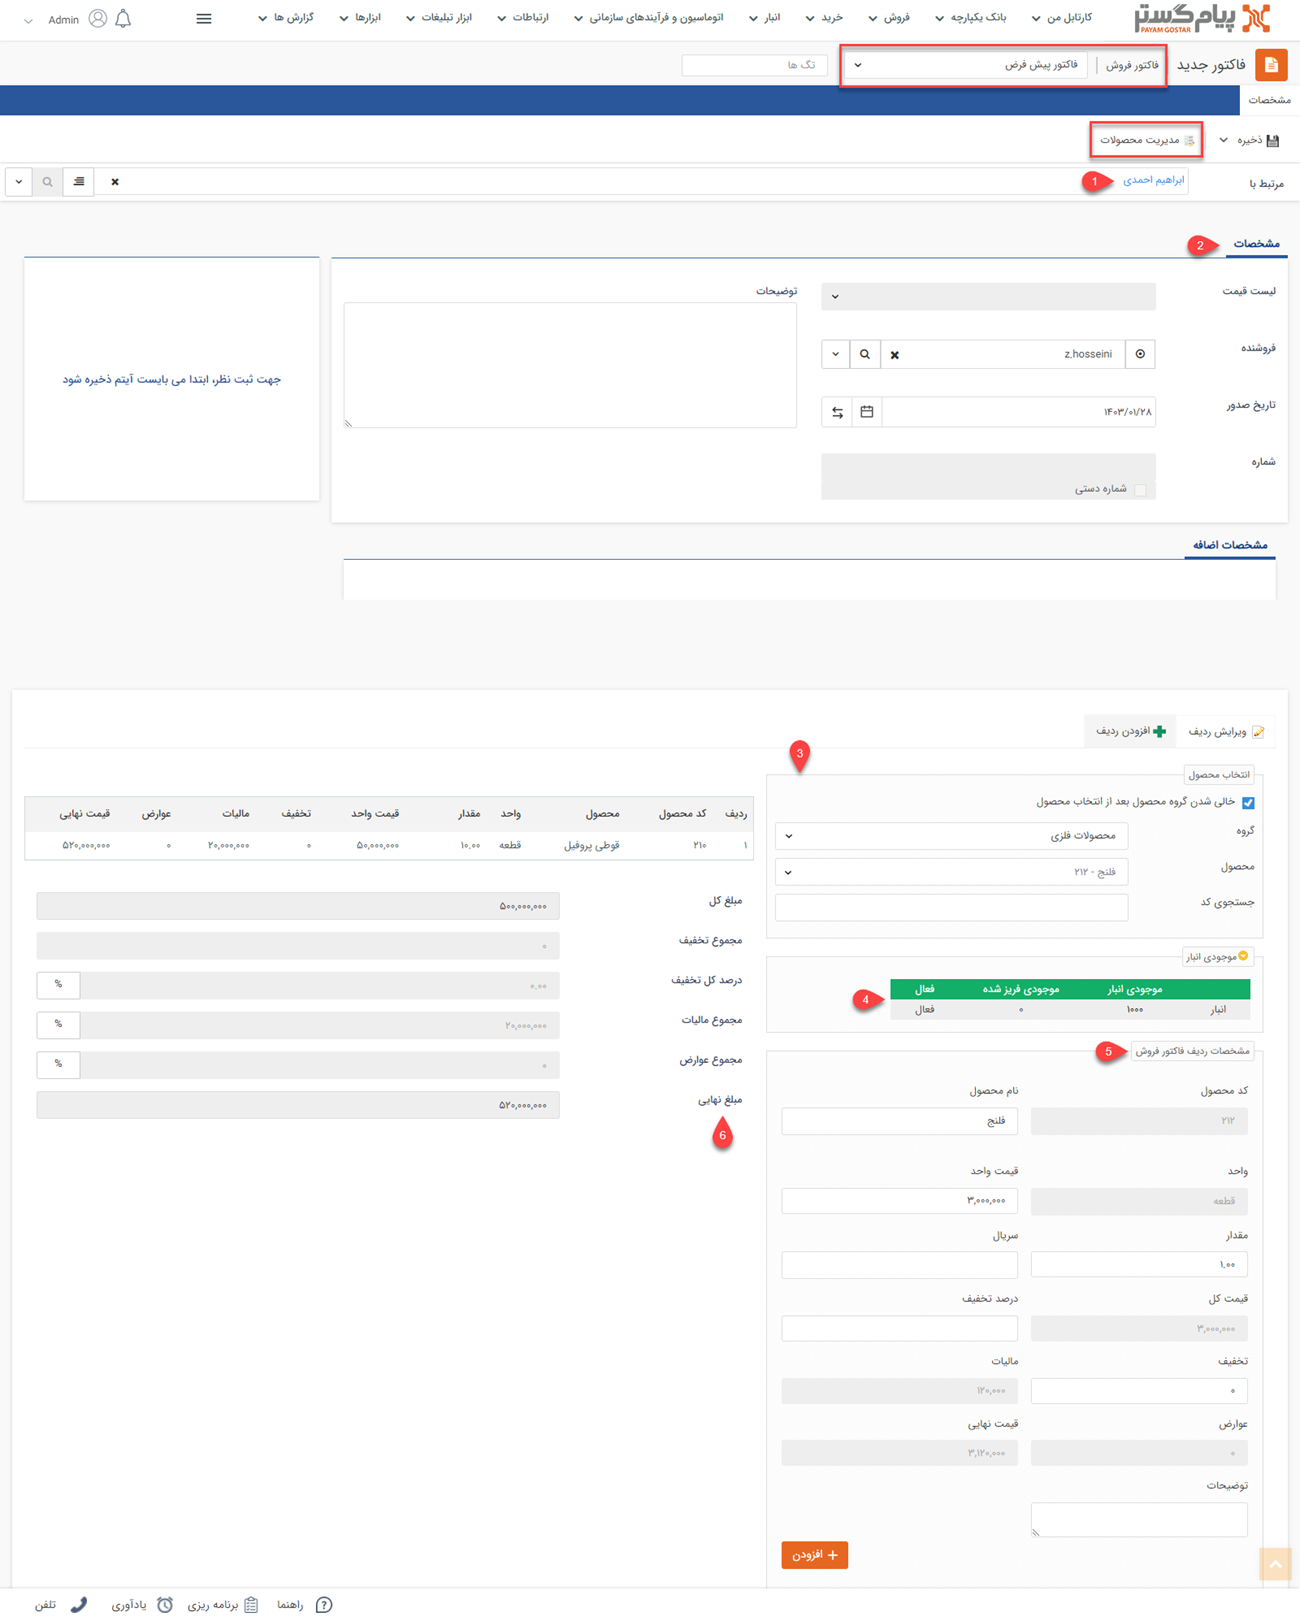 پیام‌گستر
PAYAM GOSTAR
کارتابل من
بانک یکپارچه
فروش
خرید
انبار
اتوماسیون و فرآیندهای سازمانی
ارتباطات
ابزار تبلیغات
ابزارها
گزارش ها
Admin
فاکتور جدید
فاکتور فروش
فاکتور پیش فرض
تگ ها
مشخصات
ذخیره
مدیریت محصولات
مرتبط با
ابراهیم احمدی
1
مشخصات
2
لیست قیمت
توضیحات
فروشنده
z.hosseini
تاریخ صدور
۱۴۰۳/۰۱/۲۸
شماره
شماره دستی
جهت ثبت نظر، ابتدا می بایست آیتم ذخیره شود
مشخصات اضافه
ویرایش ردیف
افزودن ردیف
3
انتخاب محصول
خالی شدن گروه محصول بعد از انتخاب محصول
گروه
محصولات فلزی
محصول
فلنج - ۲۱۲
جستجوی کد
موجودی انبار
موجودی انبار موجودی فریز شده فعال
انبار ۱۰۰۰ ۰ فعال
4
مشخصات ردیف فاکتور فروش
5
کد محصول
نام محصول
۲۱۲
فلنج
واحد
قیمت واحد
قطعه
۳,۰۰۰,۰۰۰
مقدار
سریال
۱.۰۰
قیمت کل
درصد تخفیف
۳,۰۰۰,۰۰۰
تخفیف
مالیات
۰
۱۲۰,۰۰۰
عوارض
قیمت نهایی
۰
۳,۱۲۰,۰۰۰
توضیحات
افزودن
ردیف کد محصول محصول واحد مقدار قیمت واحد تخفیف مالیات عوارض قیمت نهایی
۱ ۲۱۰ قوطی پروفیل قطعه ۱۰.۰۰ ۵۰,۰۰۰,۰۰۰ ۰ ۲۰,۰۰۰,۰۰۰ ۰ ۵۲۰,۰۰۰,۰۰۰
مبلغ کل
۵۰۰,۰۰۰,۰۰۰
مجموع تخفیف
۰
درصد کل تخفیف
۰.۰۰
%
مجموع مالیات
۲۰,۰۰۰,۰۰۰
%
مجموع عوارض
۰
%
مبلغ نهایی
۵۲۰,۰۰۰,۰۰۰
6
راهنما
برنامه ریزی
یادآوری
تلفن